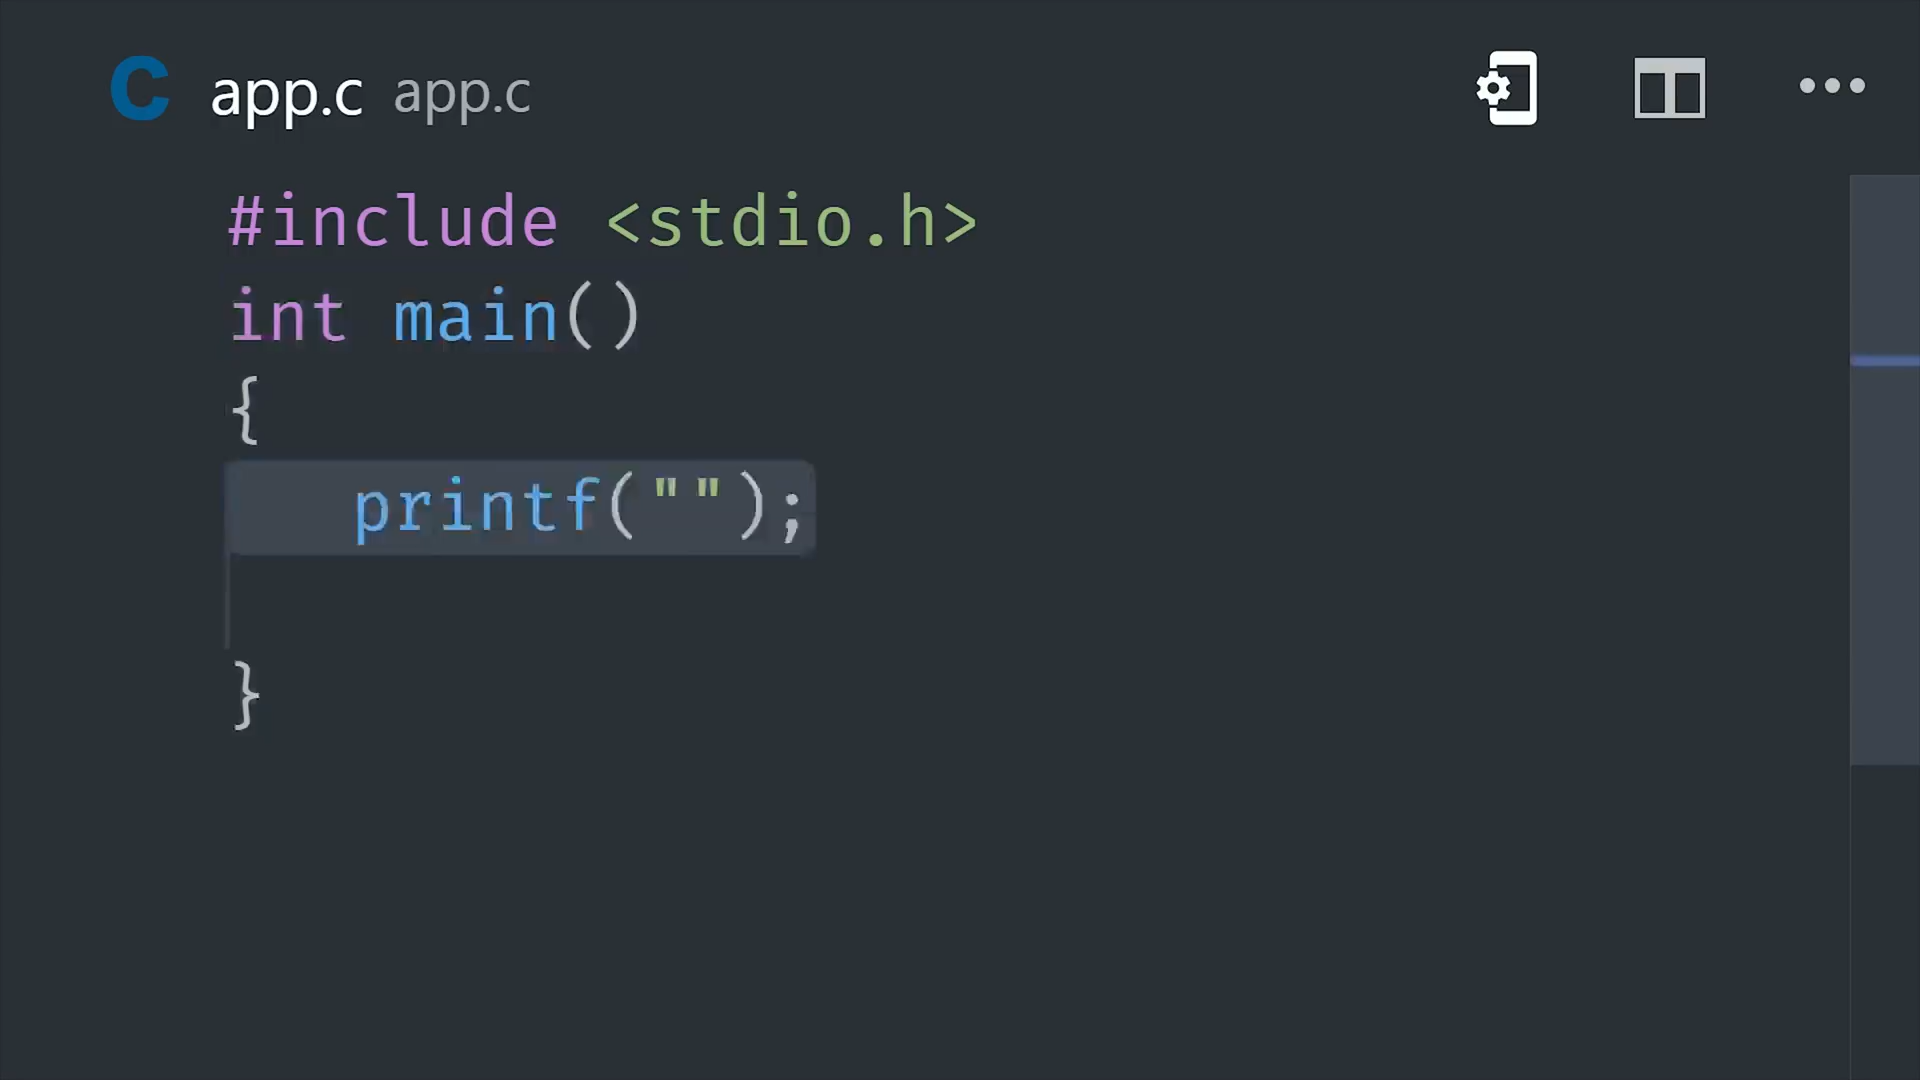 C app.c app.c
#include <stdio.h>
int main()
{
   printf("");
}